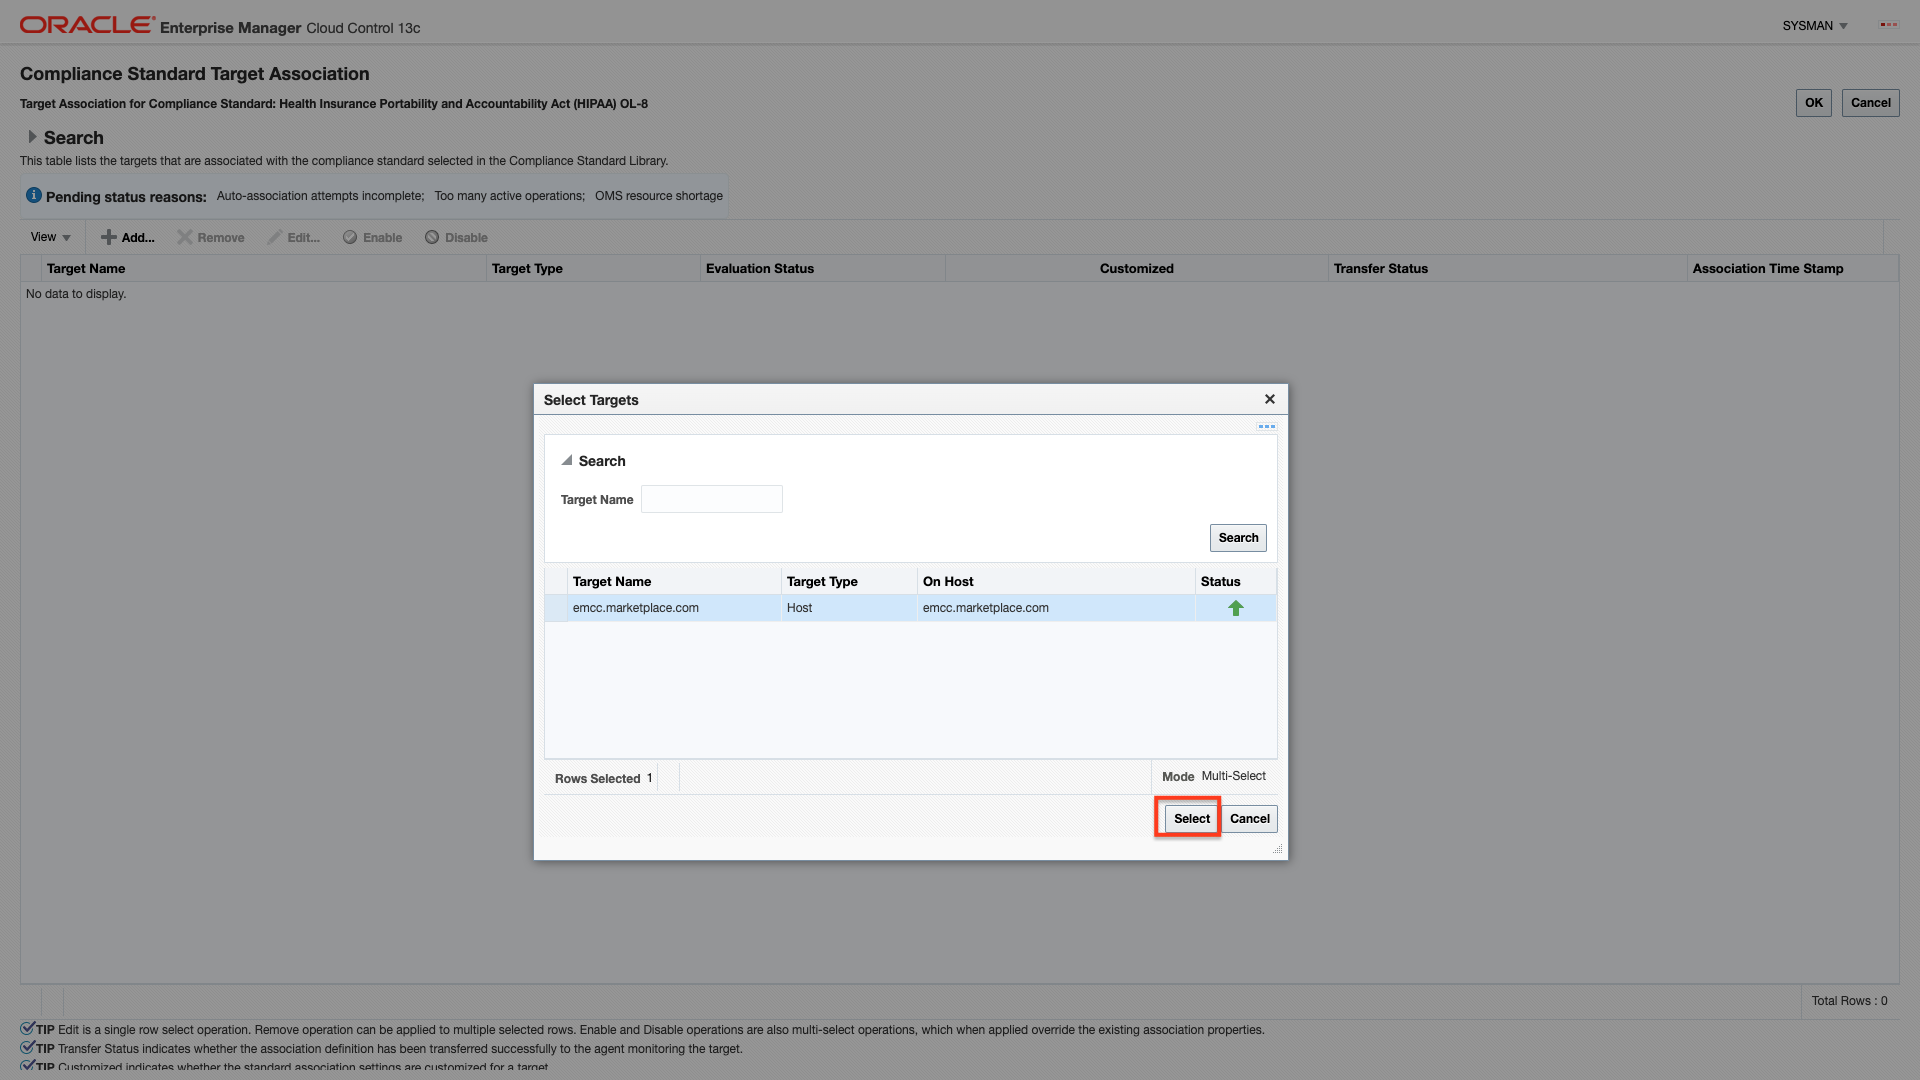 ORACLE Enterprise Manager Cloud Control 13c
SYSMAN
Compliance Standard Target Association
Target Association for Compliance Standard: Health Insurance Portability and Accountability Act (HIPAA) OL-8
OK Cancel
Search
This table lists the targets that are associated with the compliance standard selected in the Compliance Standard Library.
Pending status reasons: Auto-association attempts incomplete; Too many active operations; OMS resource shortage
View Add... Remove Edit... Enable Disable
Target Name Target Type Evaluation Status Customized Transfer Status Association Time Stamp
No data to display.
Select Targets
Search
Target Name
Search
Target Name Target Type On Host Status
emcc.marketplace.com Host emcc.marketplace.com
Rows Selected 1
Mode Multi-Select
Select Cancel
Total Rows : 0
TIP Edit is a single row select operation. Remove operation can be applied to multiple selected rows. Enable and Disable operations are also multi-select operations, which when applied override the existing association properties.
TIP Transfer Status indicates whether the association definition has been transferred successfully to the agent monitoring the target.
TIP Customized indicates whether the standard association settings are customized for a target.